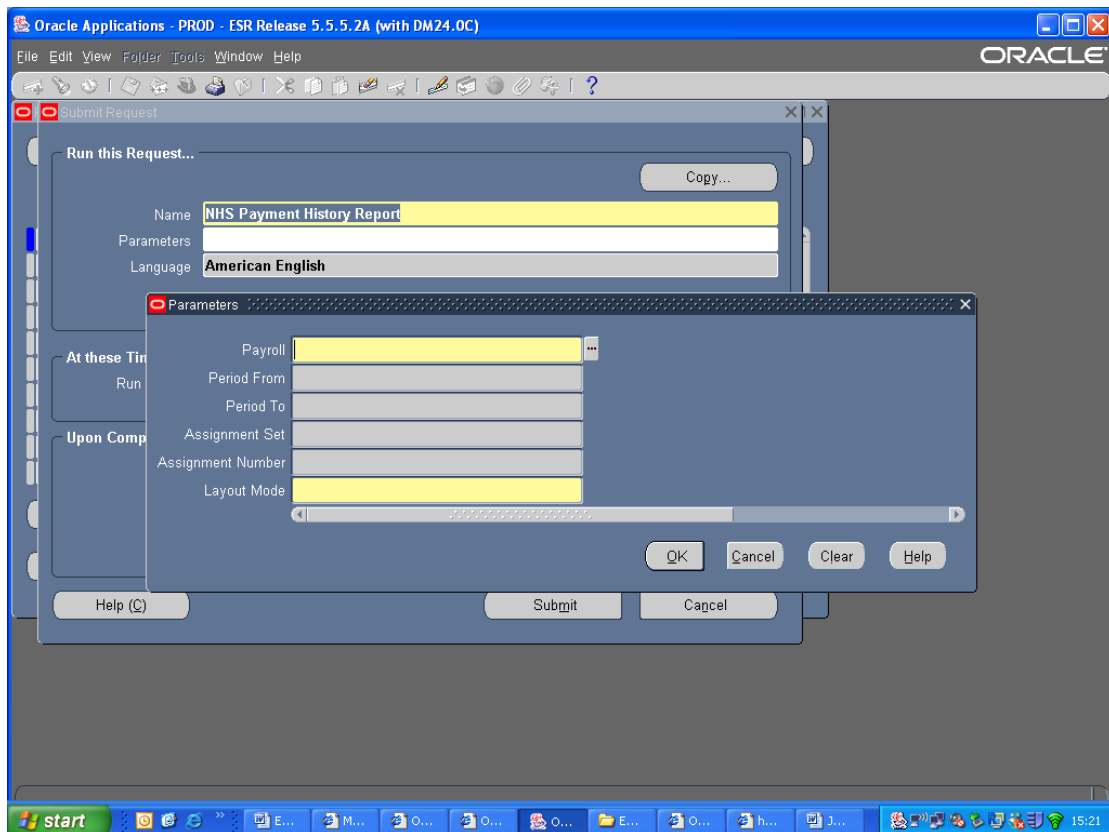 Oracle Applications - PROD - ESR Release 5.5.5.2A (with DM24.0C)
File Edit View Folder Tools Window Help
ORACLE
Submit Request
Run this Request...
Copy...
Name NHS Payment History Report
Parameters
Language American English
Parameters
At these Tim
Run
Upon Comp
Payroll
Period From
Period To
Assignment Set
Assignment Number
Layout Mode
OK Cancel Clear Help
Help (C) Submit Cancel
start E... M... O... O... O... E... O... h... J... 15:21